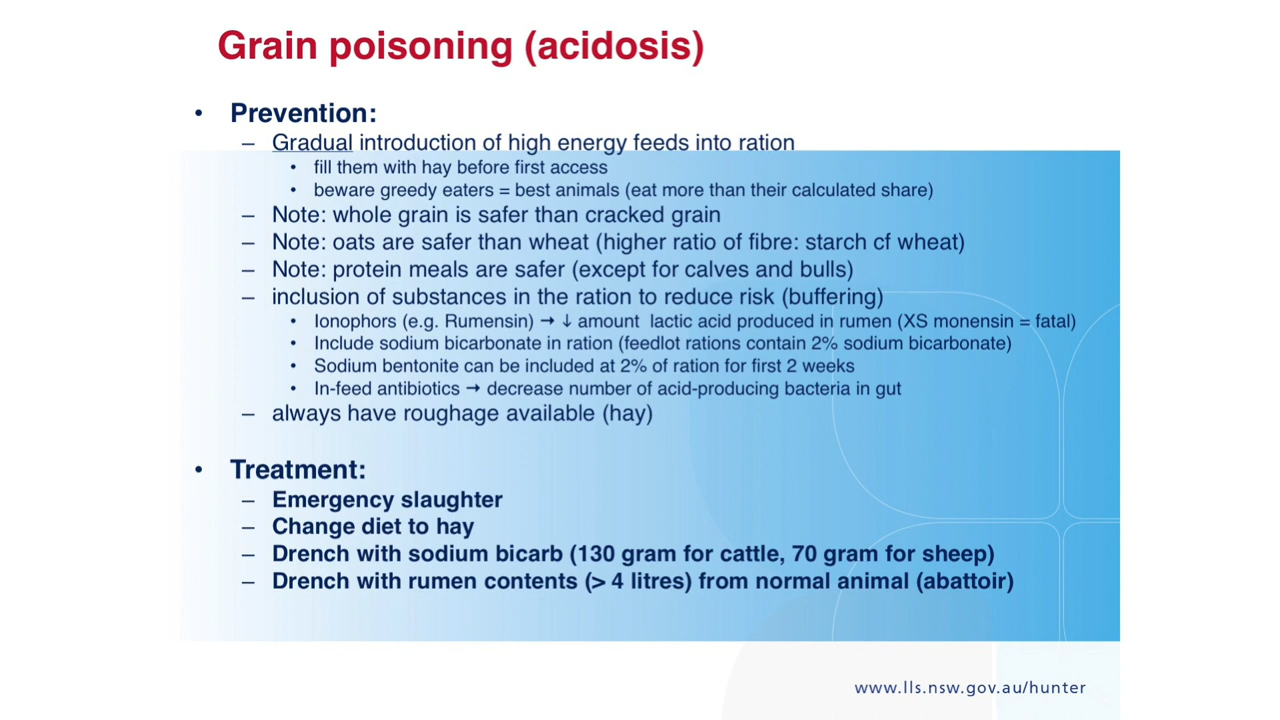 Grain poisoning (acidosis)
• Prevention:
– Gradual introduction of high energy feeds into ration
• fill them with hay before first access
• beware greedy eaters = best animals (eat more than their calculated share)
– Note: whole grain is safer than cracked grain
– Note: oats are safer than wheat (higher ratio of fibre: starch cf wheat)
– Note: protein meals are safer (except for calves and bulls)
– inclusion of substances in the ration to reduce risk (buffering)
• Ionophors (e.g. Rumensin) → ↓ amount lactic acid produced in rumen (XS monensin = fatal)
• Include sodium bicarbonate in ration (feedlot rations contain 2% sodium bicarbonate)
• Sodium bentonite can be included at 2% of ration for first 2 weeks
• In-feed antibiotics → decrease number of acid-producing bacteria in gut
– always have roughage available (hay)
• Treatment:
– Emergency slaughter
– Change diet to hay
– Drench with sodium bicarb (130 gram for cattle, 70 gram for sheep)
– Drench with rumen contents (> 4 litres) from normal animal (abattoir)
www.lls.nsw.gov.au/hunter